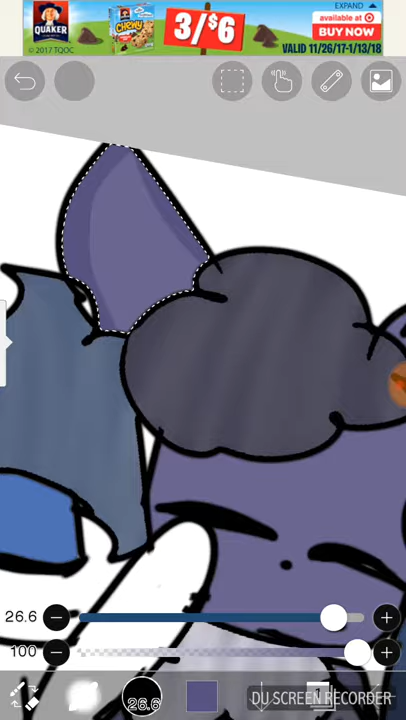 EXPAND
QUAKER
© 2017 TQOC
CHEWY
3/$6
available at
BUY NOW
VALID 11/26/17-1/13/18
26.6
100
26.6
1
DU SCREEN RECORDER